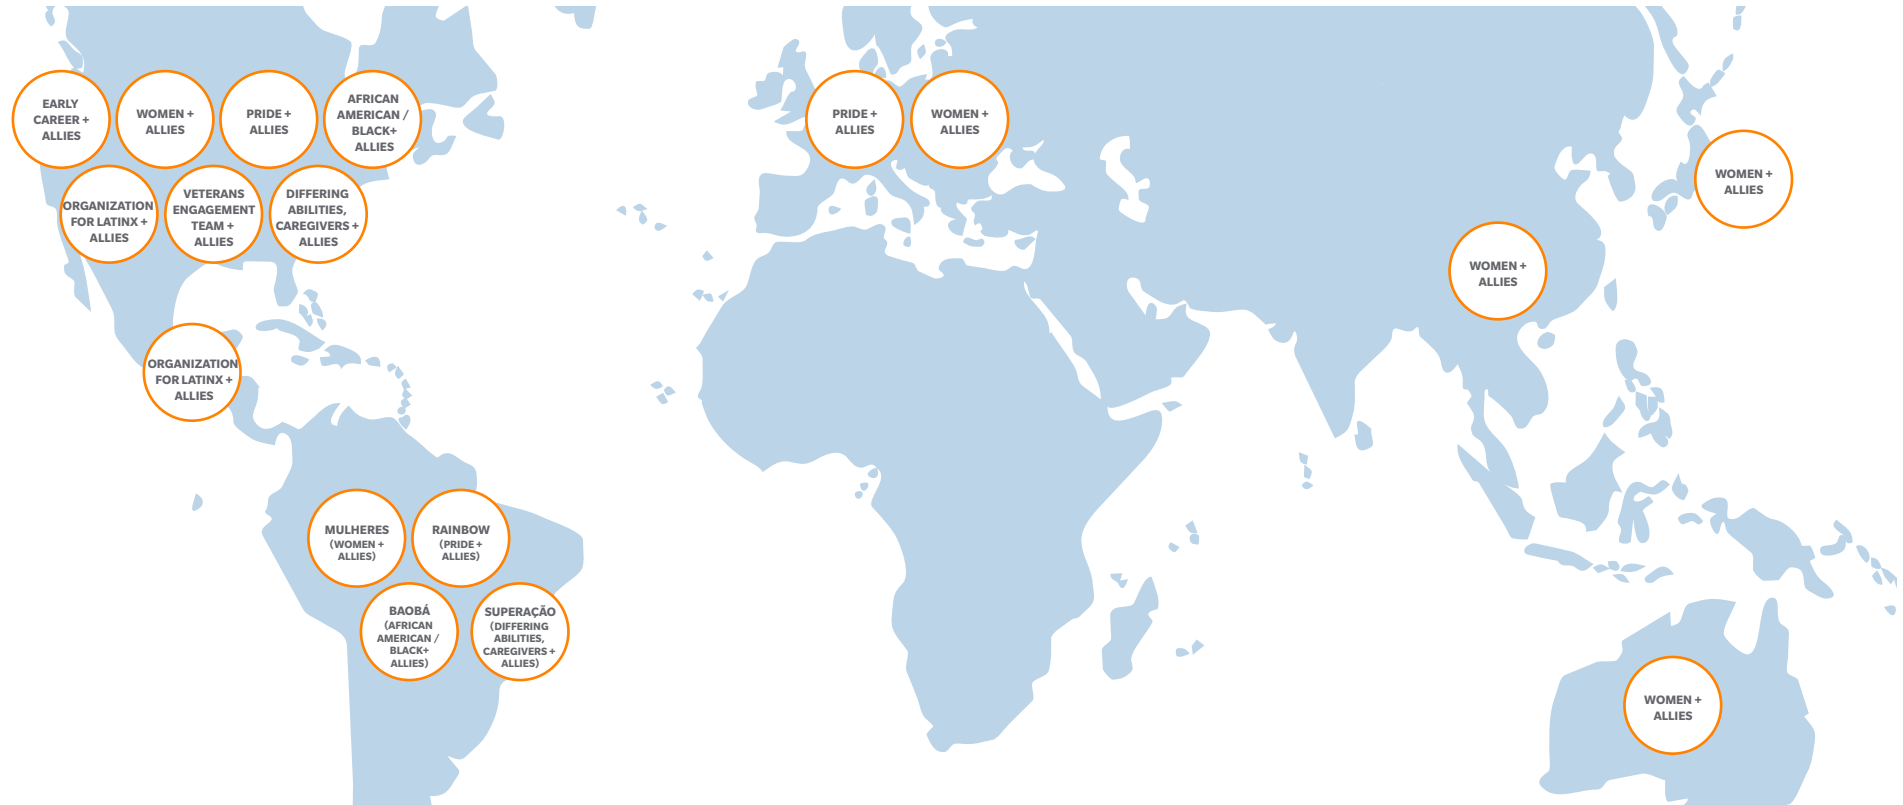 EARLY
CAREER +
ALLIES
WOMEN +
ALLIES
PRIDE +
ALLIES
AFRICAN
AMERICAN /
BLACK+
ALLIES
ORGANIZATION
FOR LATINX +
ALLIES
VETERANS
ENGAGEMENT
TEAM +
ALLIES
DIFFERING
ABILITIES,
CAREGIVERS +
ALLIES
ORGANIZATION
FOR LATINX +
ALLIES
MULHERES
(WOMEN +
ALLIES)
RAINBOW
(PRIDE +
ALLIES)
BAOBÁ
(AFRICAN
AMERICAN /
BLACK+
ALLIES)
SUPERAÇÃO
(DIFFERING
ABILITIES,
CAREGIVERS +
ALLIES)
PRIDE +
ALLIES
WOMEN +
ALLIES
WOMEN +
ALLIES
WOMEN +
ALLIES
WOMEN +
ALLIES